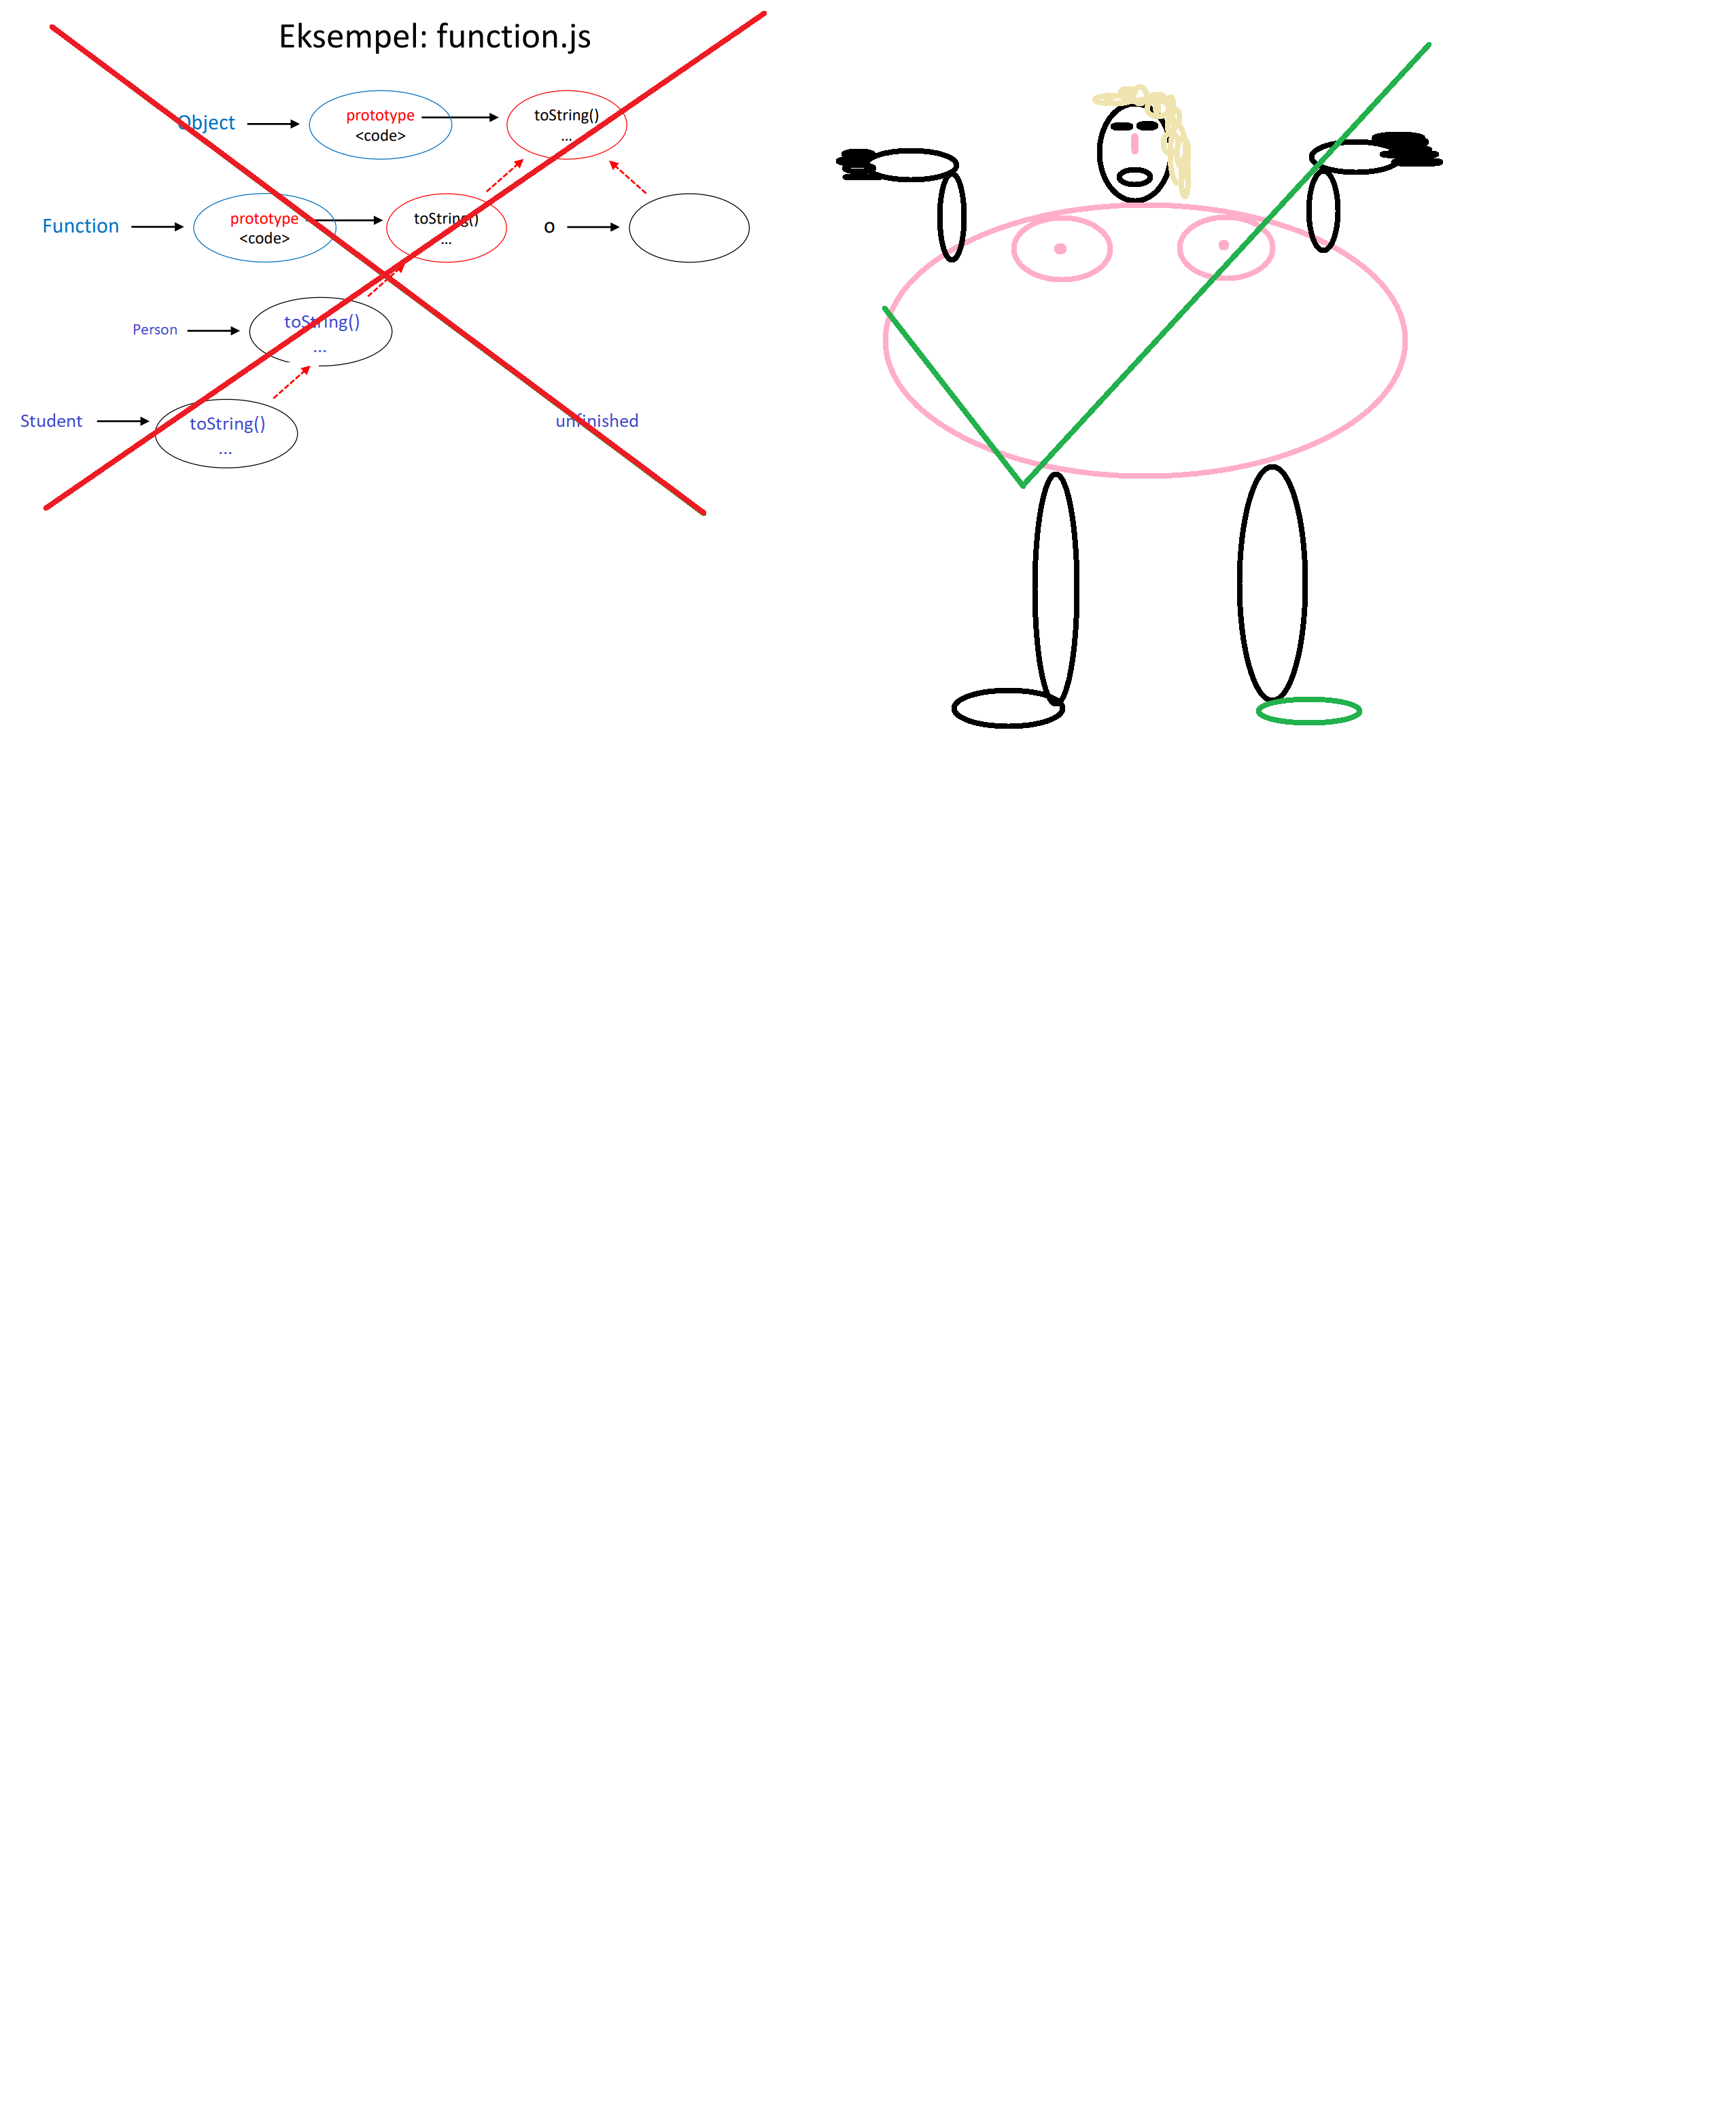 Eksempel: function.js
Object
prototype
<code>
toString()
...
Function
prototype
<code>
toString()
...
o
Person
toString()
...
Student
toString()
...
unfinished